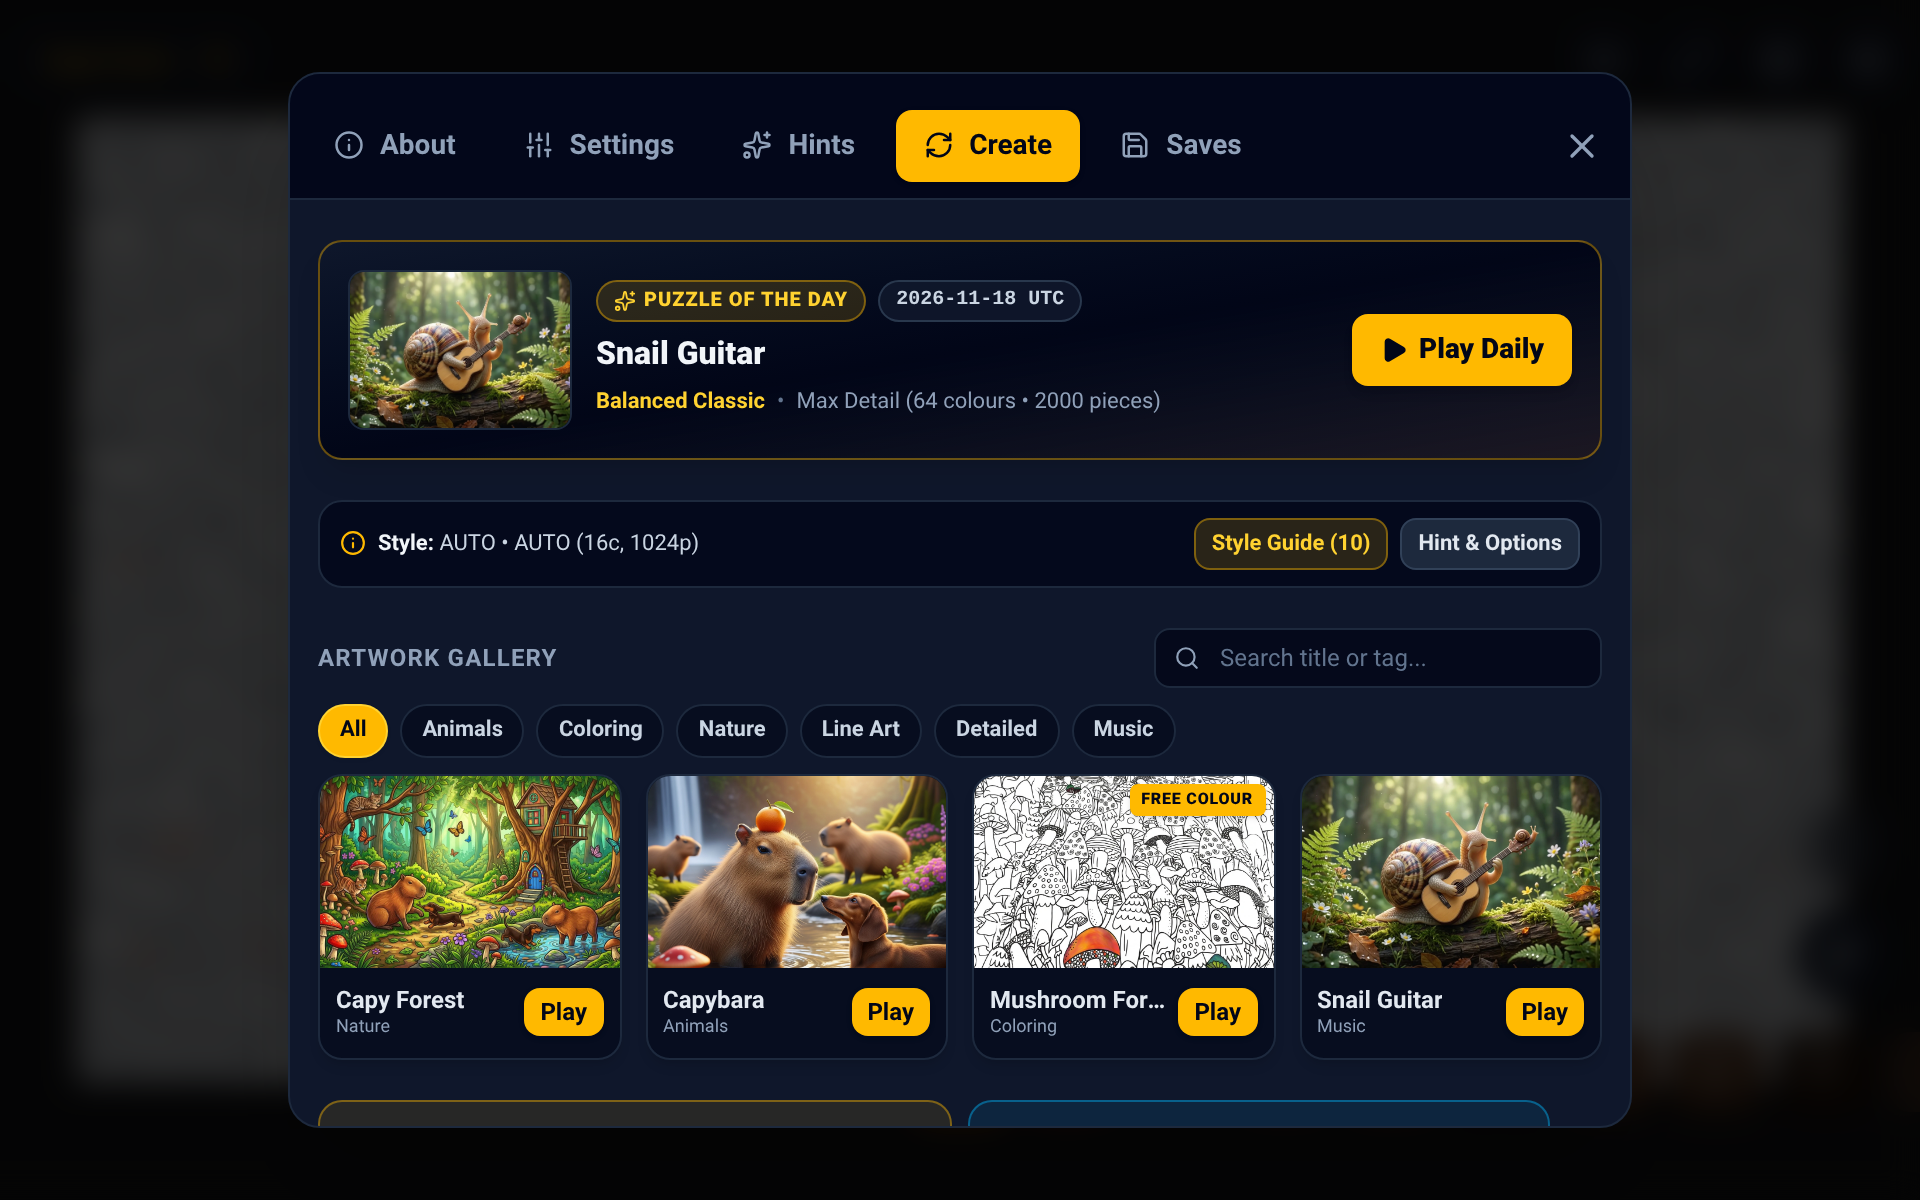 About
Settings
Hints
Create
Saves
PUZZLE OF THE DAY
2026-11-18 UTC
Snail Guitar
Balanced Classic • Max Detail (64 colours • 2000 pieces)
Play Daily
Style: AUTO • AUTO (16c, 1024p)
Style Guide (10)
Hint & Options
ARTWORK GALLERY
Search title or tag...
All
Animals
Coloring
Nature
Line Art
Detailed
Music
FREE COLOUR
Capy Forest
Nature
Play
Capybara
Animals
Play
Mushroom For...
Coloring
Play
Snail Guitar
Music
Play